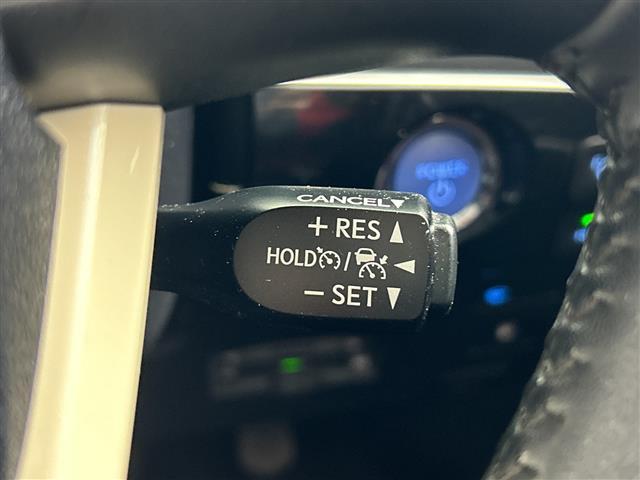 CANCEL▼
+ RES ▲
HOLD / ◀
− SET ▼
POWER